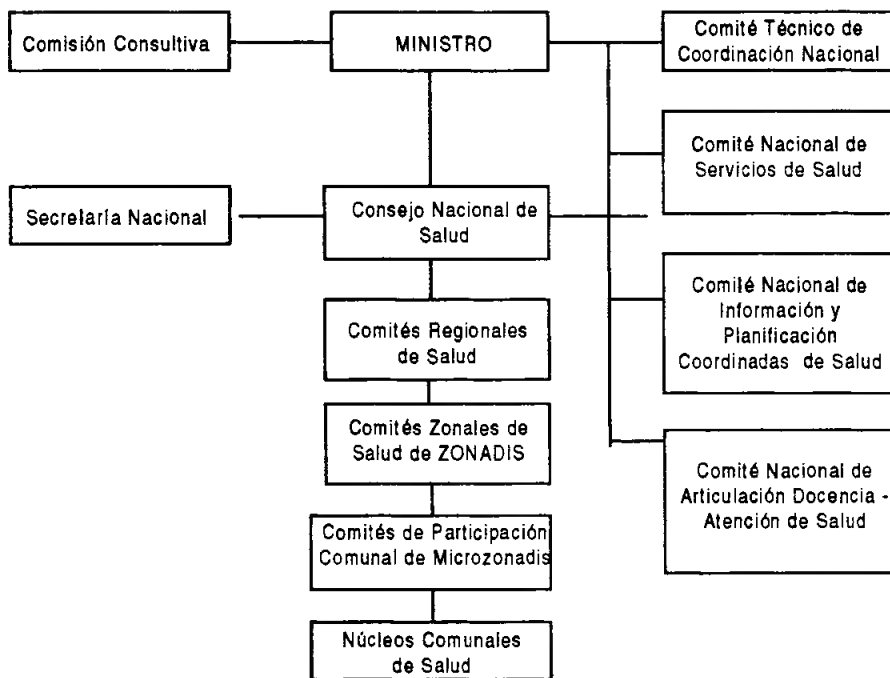 Comisión Consultiva
MINISTRO
Comité Técnico de
Coordinación Nacional
Comité Nacional de
Servicios de Salud
Secretaría Nacional
Consejo Nacional de
Salud
Comité Nacional de
Información y
Planificación
Coordinadas de Salud
Comités Regionales
de Salud
Comités Zonales de
Salud de ZONADIS
Comité Nacional de
Articulación Docencia -
Atención de Salud
Comités de Participación
Comunal de Microzonadis
Núcleos Comunales
de Salud